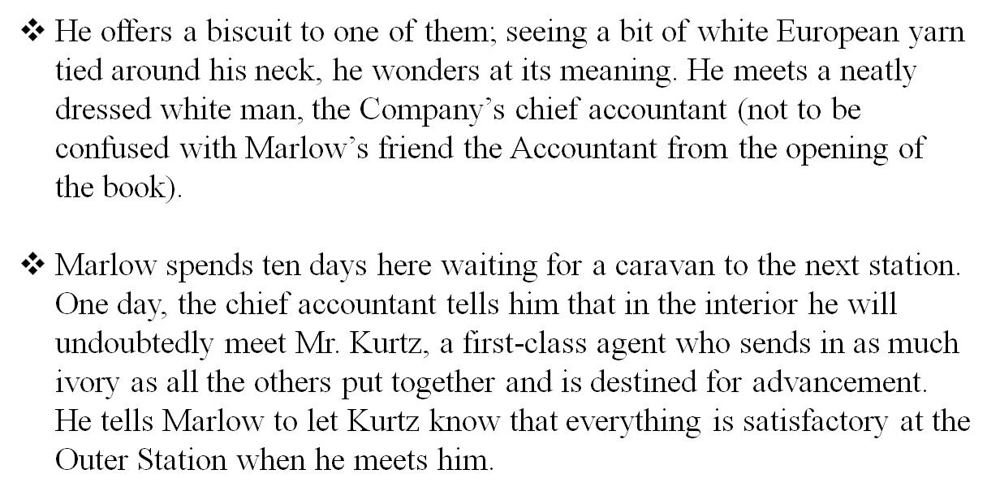 ❖ He offers a biscuit to one of them; seeing a bit of white European yarn
tied around his neck, he wonders at its meaning. He meets a neatly
dressed white man, the Company’s chief accountant (not to be
confused with Marlow’s friend the Accountant from the opening of
the book).
❖ Marlow spends ten days here waiting for a caravan to the next station.
One day, the chief accountant tells him that in the interior he will
undoubtedly meet Mr. Kurtz, a first-class agent who sends in as much
ivory as all the others put together and is destined for advancement.
He tells Marlow to let Kurtz know that everything is satisfactory at the
Outer Station when he meets him.